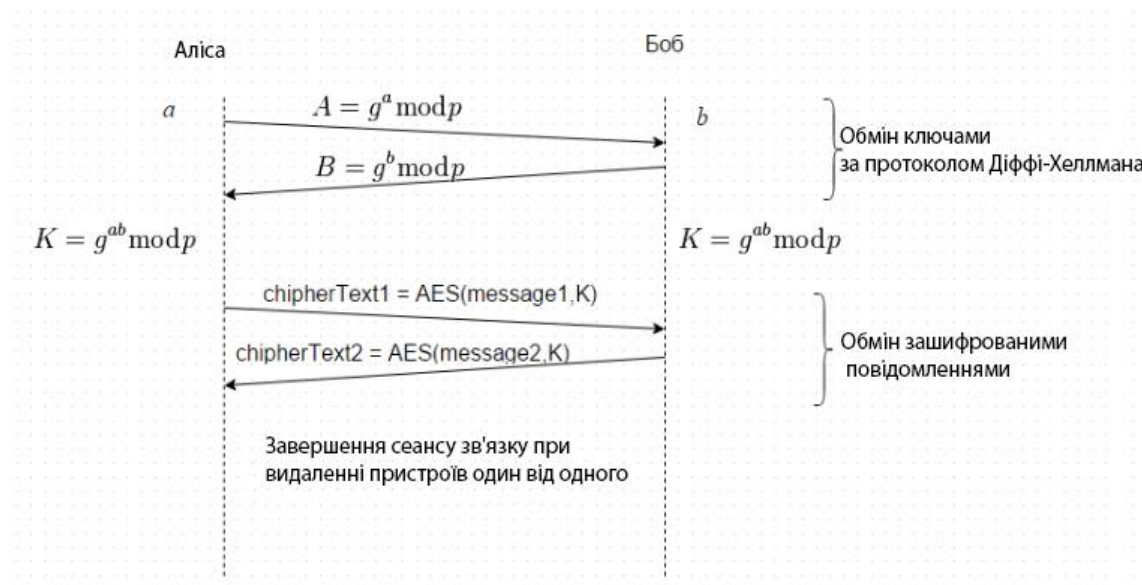 Аліса
Боб
a
A = g^a mod p
b
B = g^b mod p
Обмін ключами
за протоколом Діффі-Хеллмана
K = g^{ab} mod p
K = g^{ab} mod p
chipherText1 = AES(message1,K)
chipherText2 = AES(message2,K)
Обмін зашифрованими
повідомленнями
Завершення сеансу зв'язку при
видаленні пристроїв один від одного